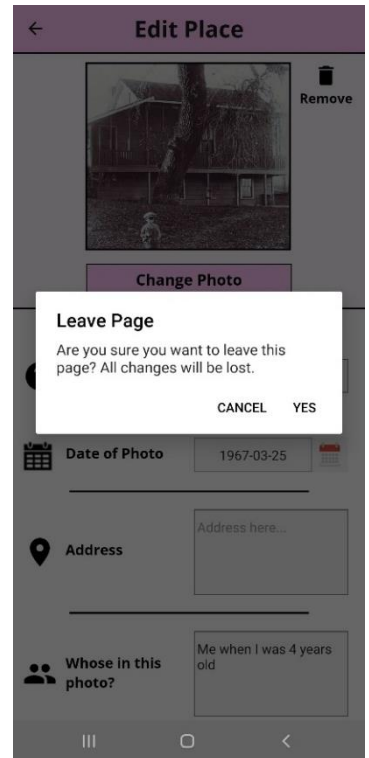 Edit Place
Remove
Change Photo
Leave Page
Are you sure you want to leave this
page? All changes will be lost.
CANCEL YES
Date of Photo
1967-03-25
Address
Address here...
Whose in this
photo?
Me when I was 4 years
old